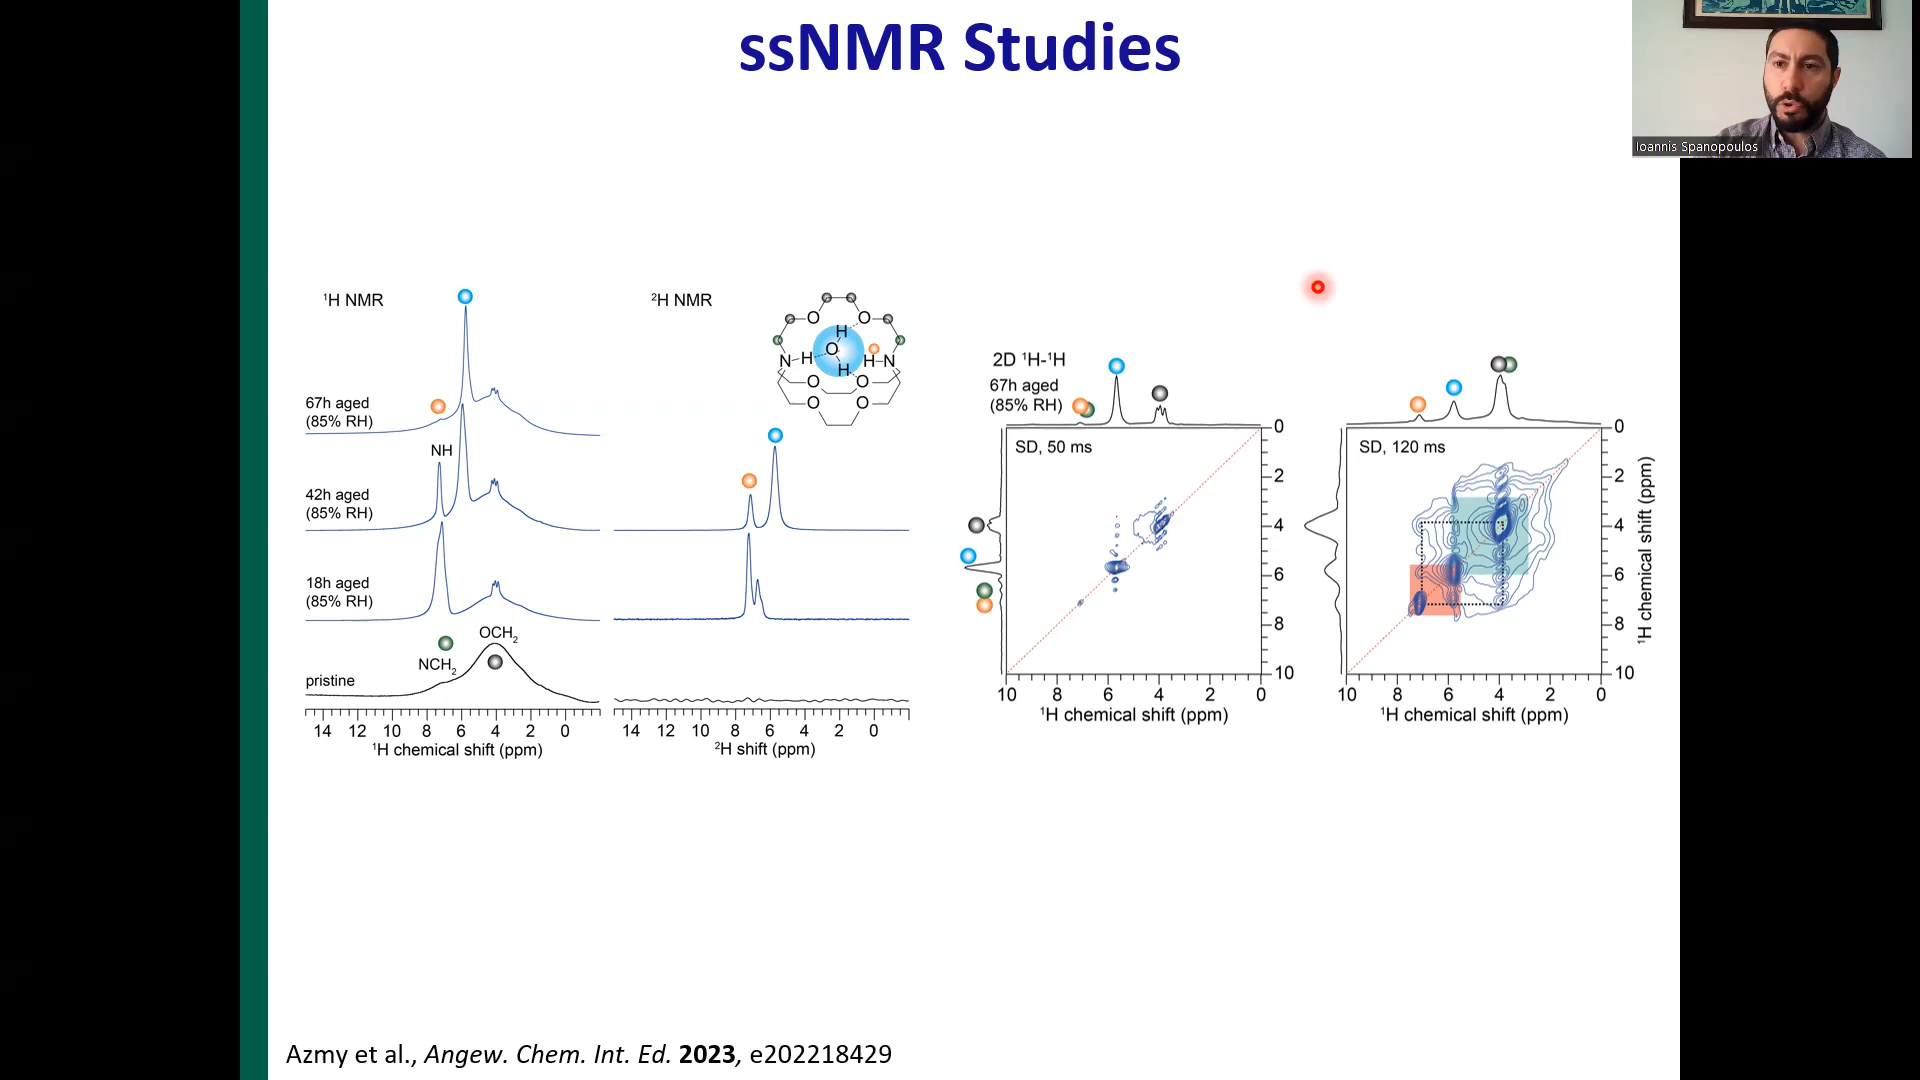 ssNMR Studies
Ioannis Spanopoulos
¹H NMR
67h aged
(85% RH)
NH
42h aged
(85% RH)
18h aged
(85% RH)
OCH₂
NCH₂
pristine
14 12 10 8 6 4 2 0
¹H chemical shift (ppm)
²H NMR
O O
H
O
N H H N
H
O O
O O
14 12 10 8 6 4 2 0
²H shift (ppm)
2D ¹H-¹H
67h aged
(85% RH)
SD, 50 ms
0
2
4
6
8
10
10 8 6 4 2 0
¹H chemical shift (ppm)
SD, 120 ms
0
2
4
6
8
10
¹H chemical shift (ppm)
10 8 6 4 2 0
¹H chemical shift (ppm)
Azmy et al., Angew. Chem. Int. Ed. 2023, e202218429